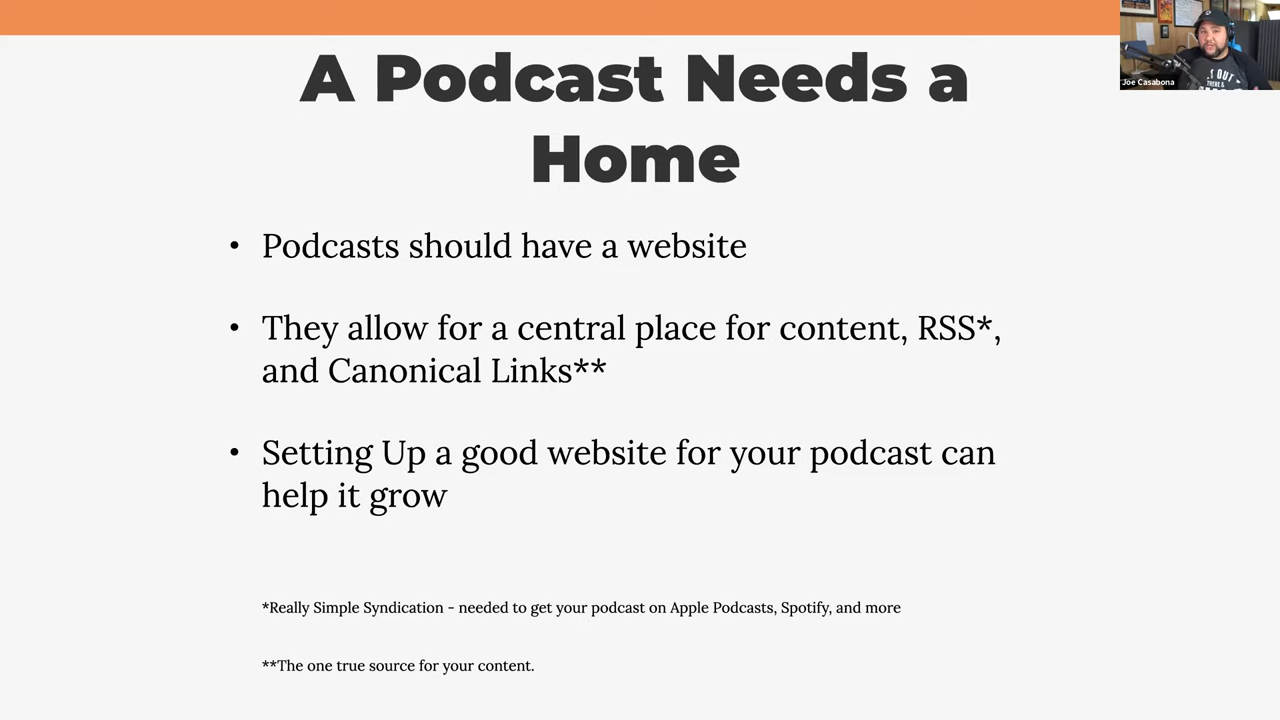 A Podcast Needs a
Home
• Podcasts should have a website
• They allow for a central place for content, RSS*,
and Canonical Links**
• Setting Up a good website for your podcast can
help it grow
*Really Simple Syndication - needed to get your podcast on Apple Podcasts, Spotify, and more
**The one true source for your content.
Joe Casabona
OUT
THERE &